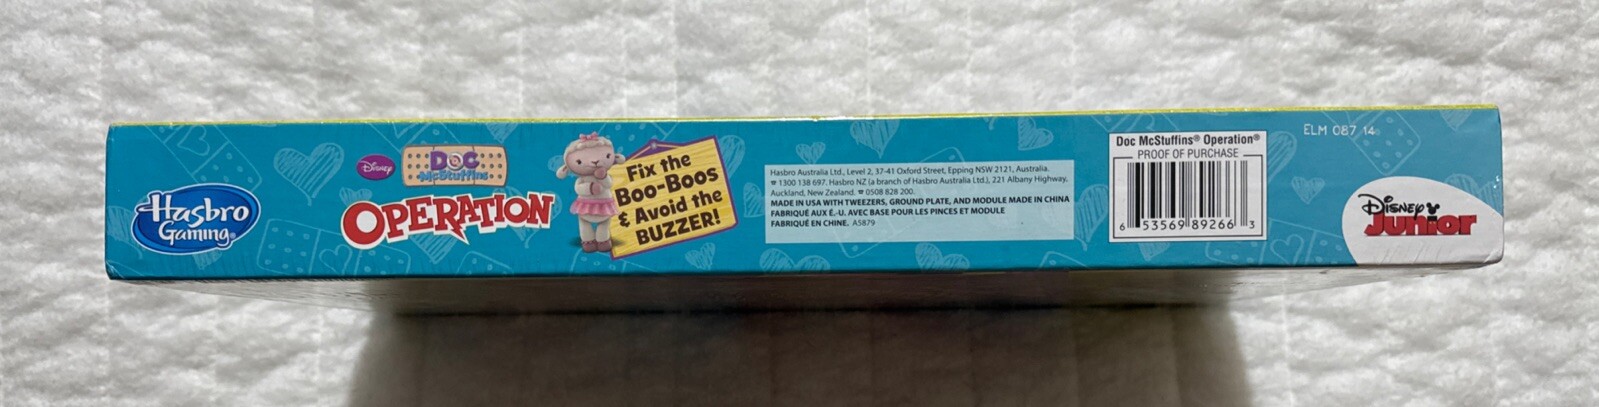 Hasbro
Gaming
Disney
DOC
McStuffins
OPERATION
Fix the
Boo-Boos
& Avoid the
BUZZER!
Hasbro Australia Ltd., Level 2, 37-41 Oxford Street, Epping NSW 2121, Australia.
☎ 1300 138 697. Hasbro NZ (a branch of Hasbro Australia Ltd.), 221 Albany Highway,
Auckland, New Zealand. ☎ 0508 828 200.
MADE IN USA WITH TWEEZERS, GROUND PLATE, AND MODULE MADE IN CHINA
FABRIQUÉ AUX É.-U. AVEC BASE POUR LES PINCES ET MODULE
FABRIQUÉ EN CHINE. A5879
Doc McStuffins® Operation®
PROOF OF PURCHASE
6 53569 89266 3
ELM 087 14
Disney
Junior